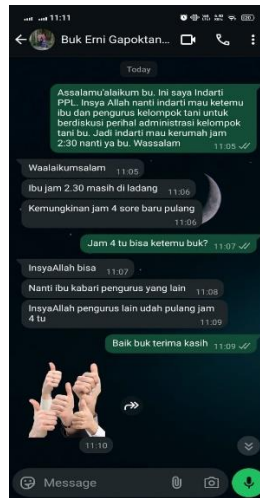 11:11
Buk Erni Gapoktan...
Today
Assalamu'alaikum bu. Ini saya Indarti
PPL. Insya Allah nanti indarti mau ketemu
ibu dan pengurus kelompok tani untuk
berdiskusi perihal administrasi kelompok
tani bu. Jadi indarti mau kerumah jam
2:30 nanti ya bu. Wassalam
11:05
Waalaikumsalam 11:05
Ibu jam 2.30 masih di ladang 11:06
Kemungkinan jam 4 sore baru pulang
11:06
Jam 4 tu bisa ketemu buk? 11:07
InsyaAllah bisa 11:07
Nanti ibu kabari pengurus yang lain 11:08
InsyaAllah pengurus lain udah pulang jam
4 tu 11:09
Baik buk terima kasih 11:09
11:10
Message